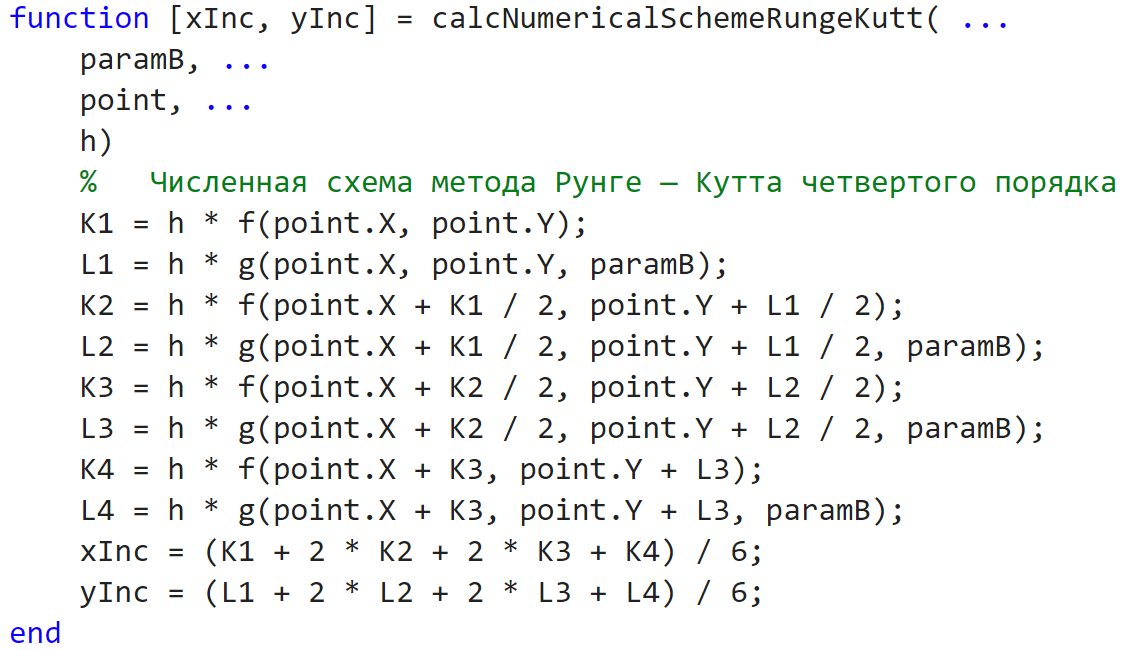 function [xInc, yInc] = calcNumericalSchemeRungeKutt( ...
    paramB, ...
    point, ...
    h)
    %   Численная схема метода Рунге – Кутта четвертого порядка
    K1 = h * f(point.X, point.Y);
    L1 = h * g(point.X, point.Y, paramB);
    K2 = h * f(point.X + K1 / 2, point.Y + L1 / 2);
    L2 = h * g(point.X + K1 / 2, point.Y + L1 / 2, paramB);
    K3 = h * f(point.X + K2 / 2, point.Y + L2 / 2);
    L3 = h * g(point.X + K2 / 2, point.Y + L2 / 2, paramB);
    K4 = h * f(point.X + K3, point.Y + L3);
    L4 = h * g(point.X + K3, point.Y + L3, paramB);
    xInc = (K1 + 2 * K2 + 2 * K3 + K4) / 6;
    yInc = (L1 + 2 * L2 + 2 * L3 + L4) / 6;
end